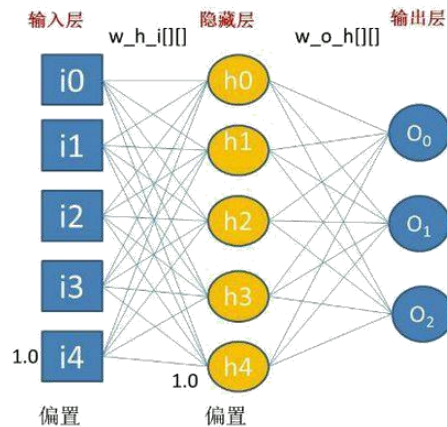 输入层 隐藏层 输出层
w_h_i[][] w_o_h[][]
i0 h0
O0
i1 h1
i2 h2 O1
i3 h3
O2
1.0 i4 1.0 h4
偏置 偏置